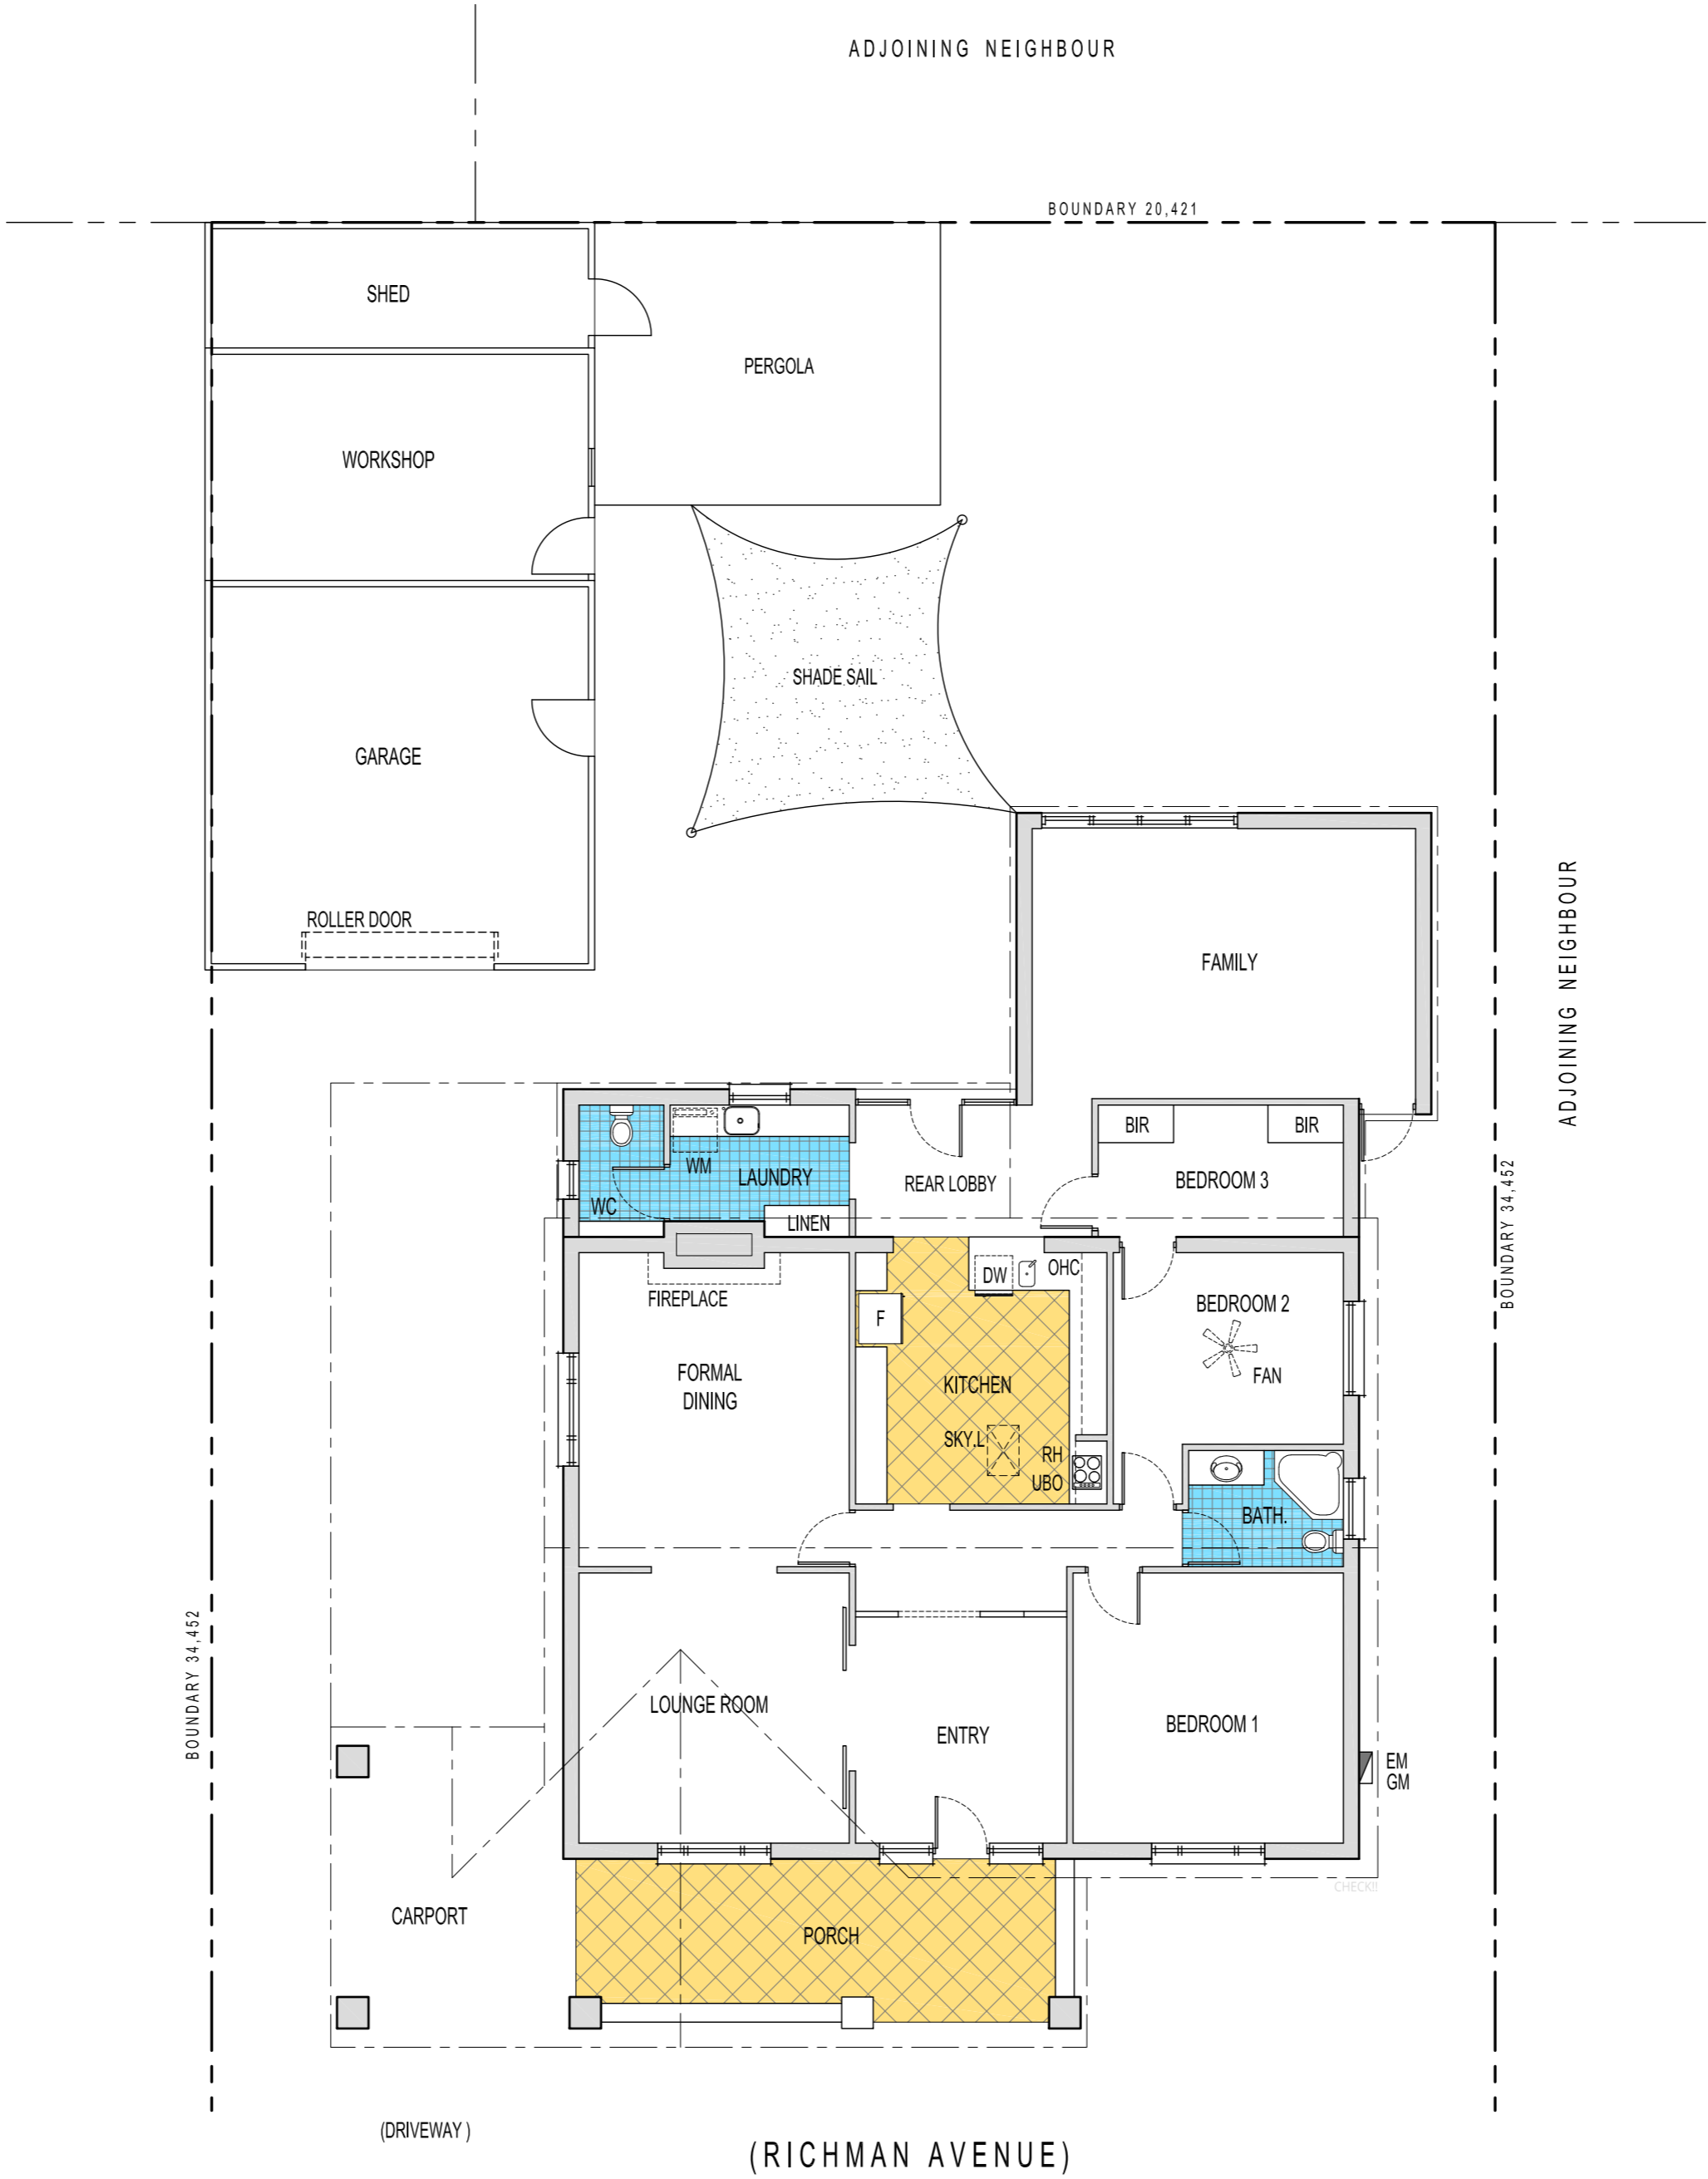 ADJOINING NEIGHBOUR
BOUNDARY 20,421
SHED
PERGOLA
WORKSHOP
SHADE SAIL
GARAGE
ROLLER DOOR
FAMILY
ADJOINING NEIGHBOUR
BIR
BIR
WM
LAUNDRY
REAR LOBBY
BEDROOM 3
WC
LINEN
BOUNDARY 34,452
DW
OHC
FIREPLACE
F
BEDROOM 2
FORMAL
DINING
KITCHEN
FAN
SKY.L
RH
UBO
BATH.
BOUNDARY 34,452
LOUNGE ROOM
ENTRY
BEDROOM 1
EM
GM
CHECK!!
CARPORT
PORCH
(DRIVEWAY )
(RICHMAN AVENUE)